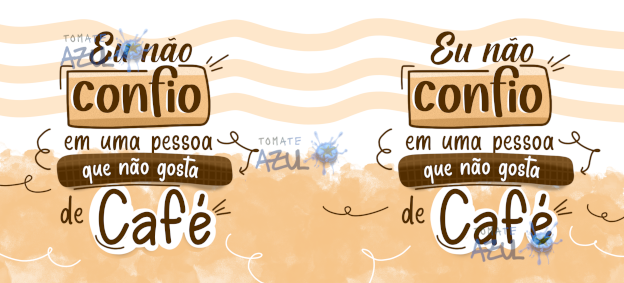 TOMATE
AZUL
Eu não
confio
em uma pessoa
que não gosta
de Café
TOMATE
AZUL
Eu não
confio
em uma pessoa
que não gosta
de Café
TOMATE
AZUL